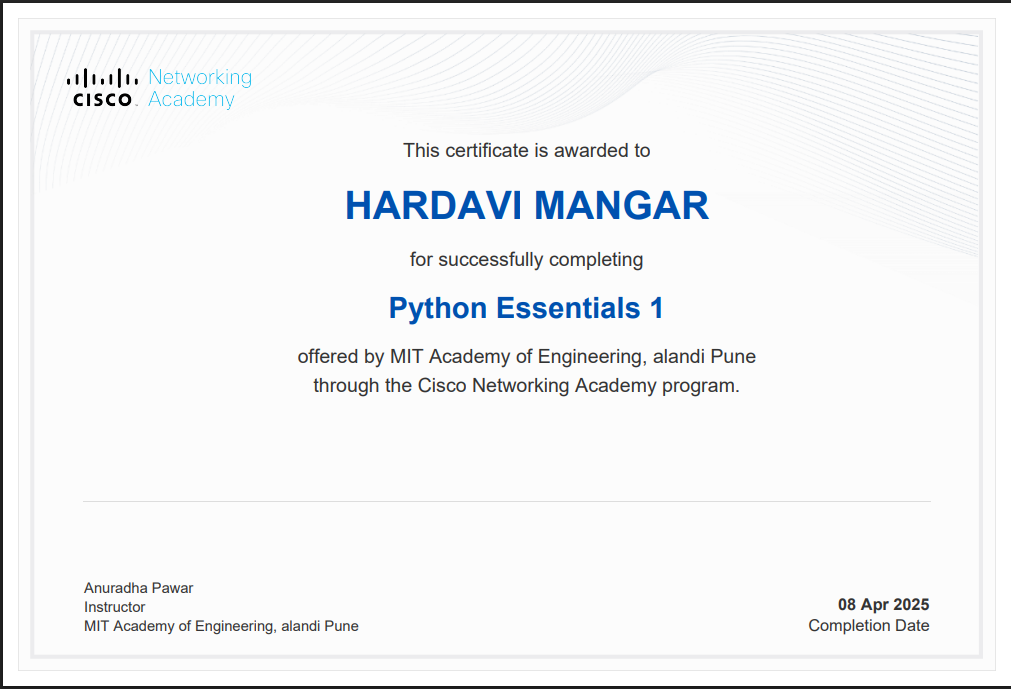 Networking
CISCO Academy
This certificate is awarded to
HARDAVI MANGAR
for successfully completing
Python Essentials 1
offered by MIT Academy of Engineering, alandi Pune
through the Cisco Networking Academy program.
Anuradha Pawar
Instructor
MIT Academy of Engineering, alandi Pune
08 Apr 2025
Completion Date